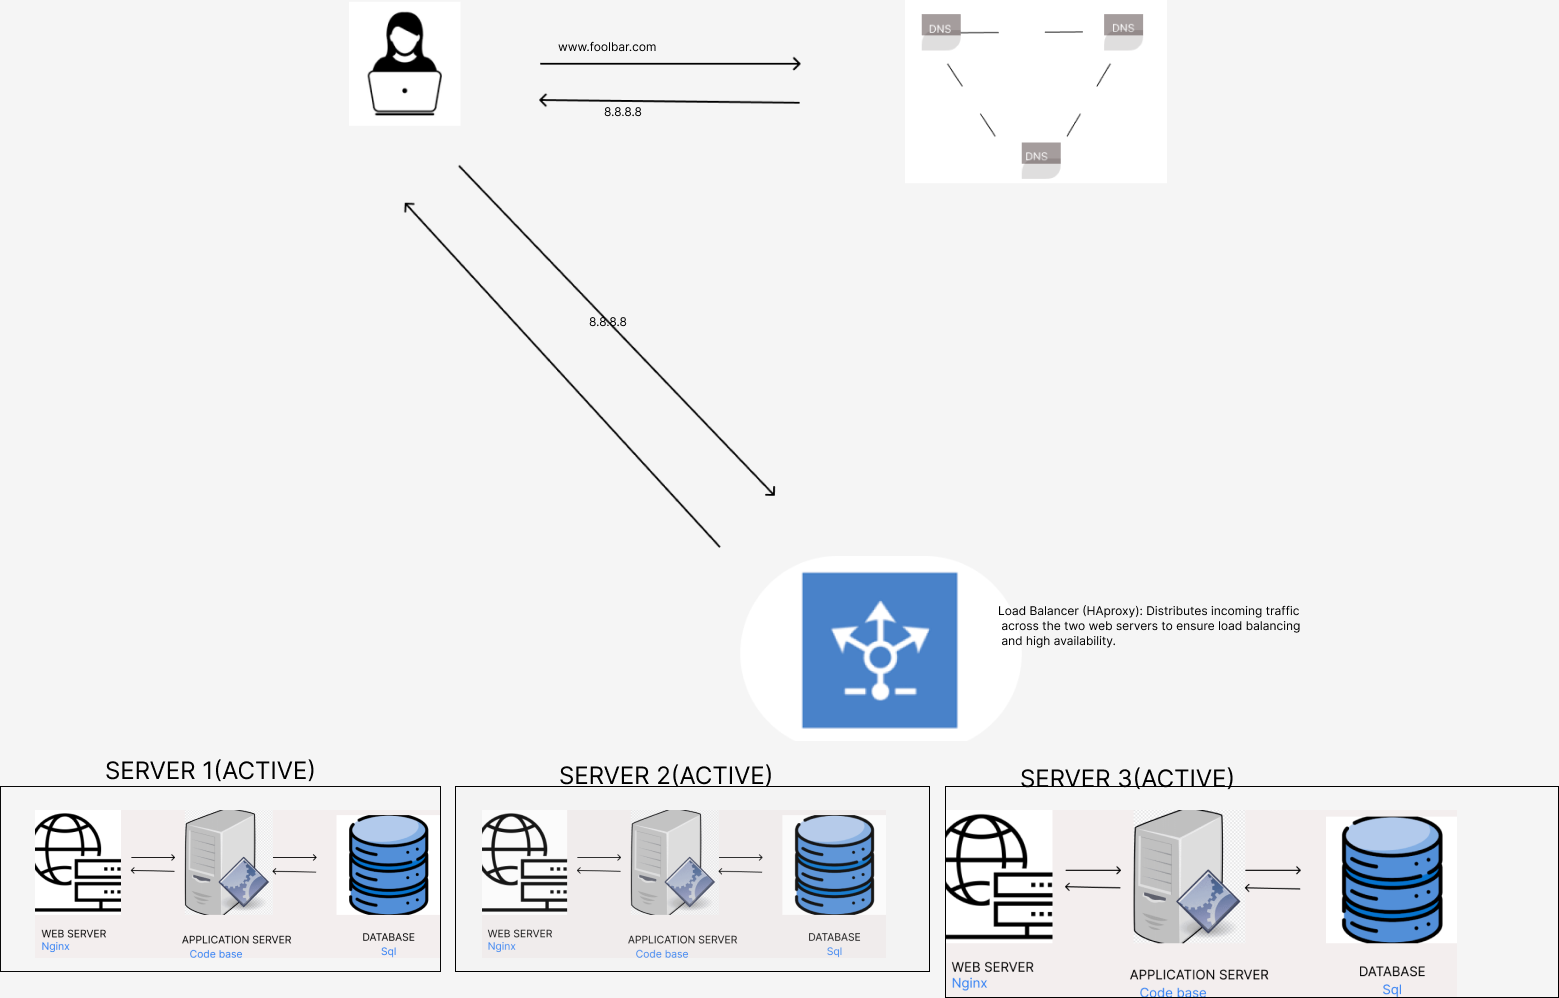 DNS
DNS
www.foolbar.com
8.8.8.8
DNS
8.8.8.8
Load Balancer (HAproxy): Distributes incoming traffic
across the two web servers to ensure load balancing
and high availability.
SERVER 1(ACTIVE)
SERVER 2(ACTIVE)
SERVER 3(ACTIVE)
WEB SERVER
Nginx
APPLICATION SERVER
Code base
DATABASE
Sql
WEB SERVER
Nginx
APPLICATION SERVER
Code base
DATABASE
Sql
WEB SERVER
Nginx
APPLICATION SERVER
Code base
DATABASE
Sql